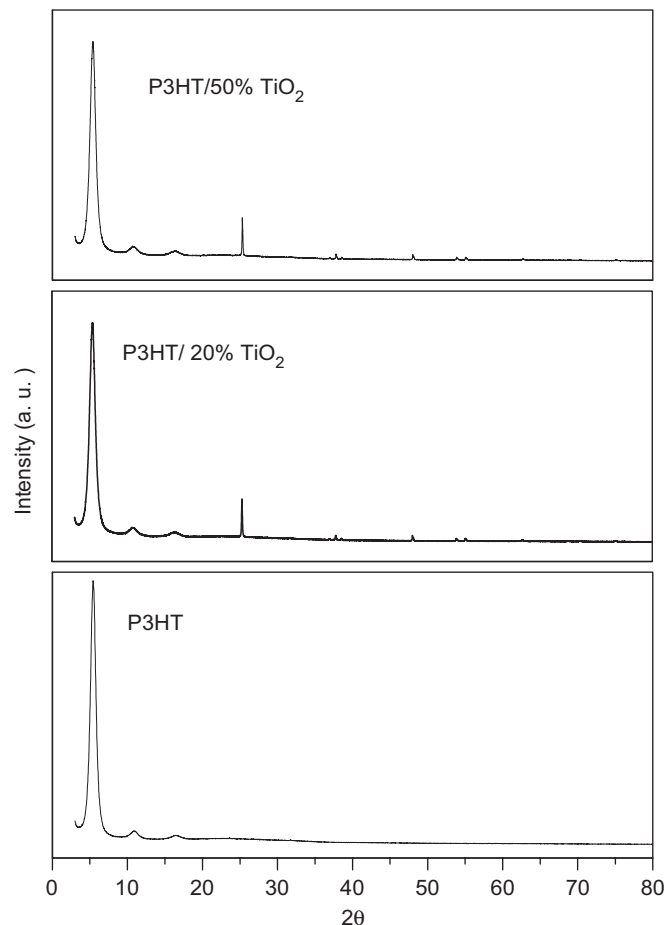 P3HT/50% TiO₂
P3HT/ 20% TiO₂
P3HT
Intensity (a. u. )
0 10 20 30 40 50 60 70 80
2θ